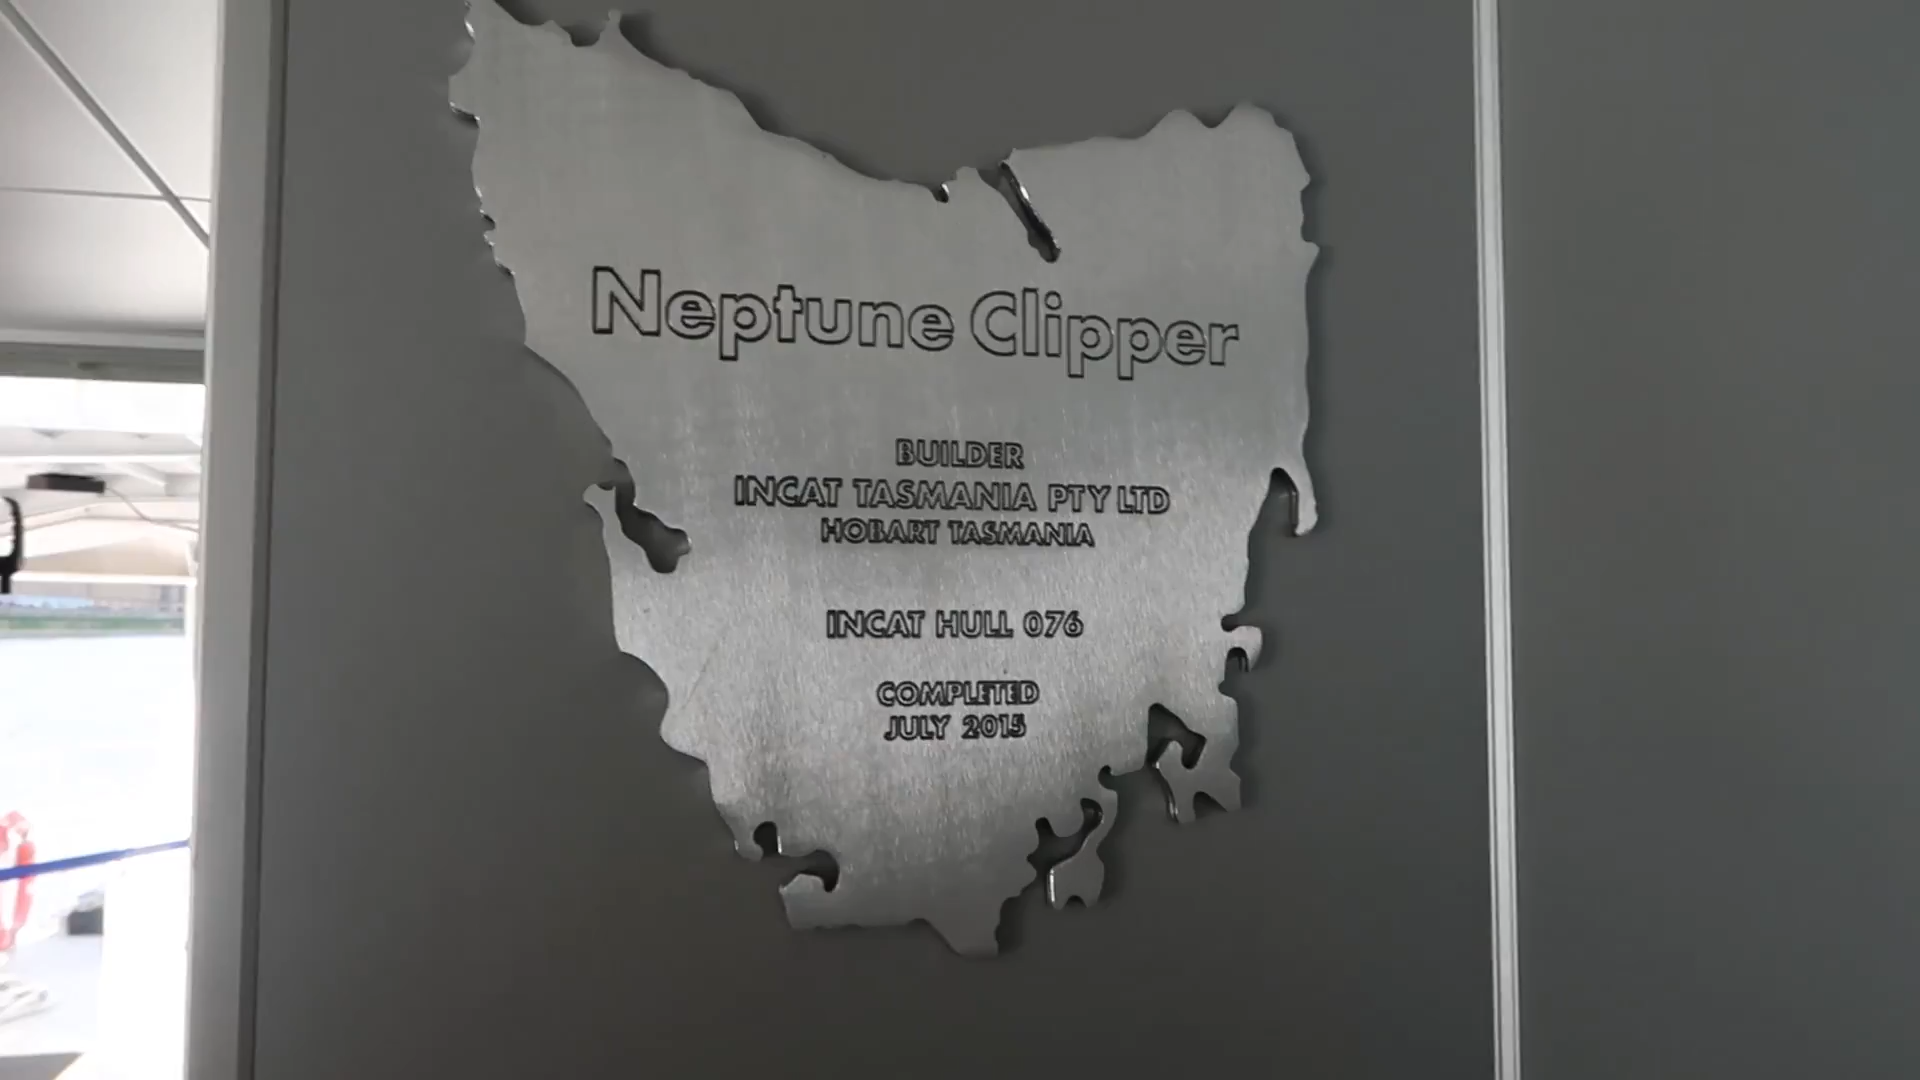 Neptune Clipper
BUILDER
INCAT TASMANIA PTY LTD
HOBART TASMANIA
INCAT HULL 076
COMPLETED
JULY 2015